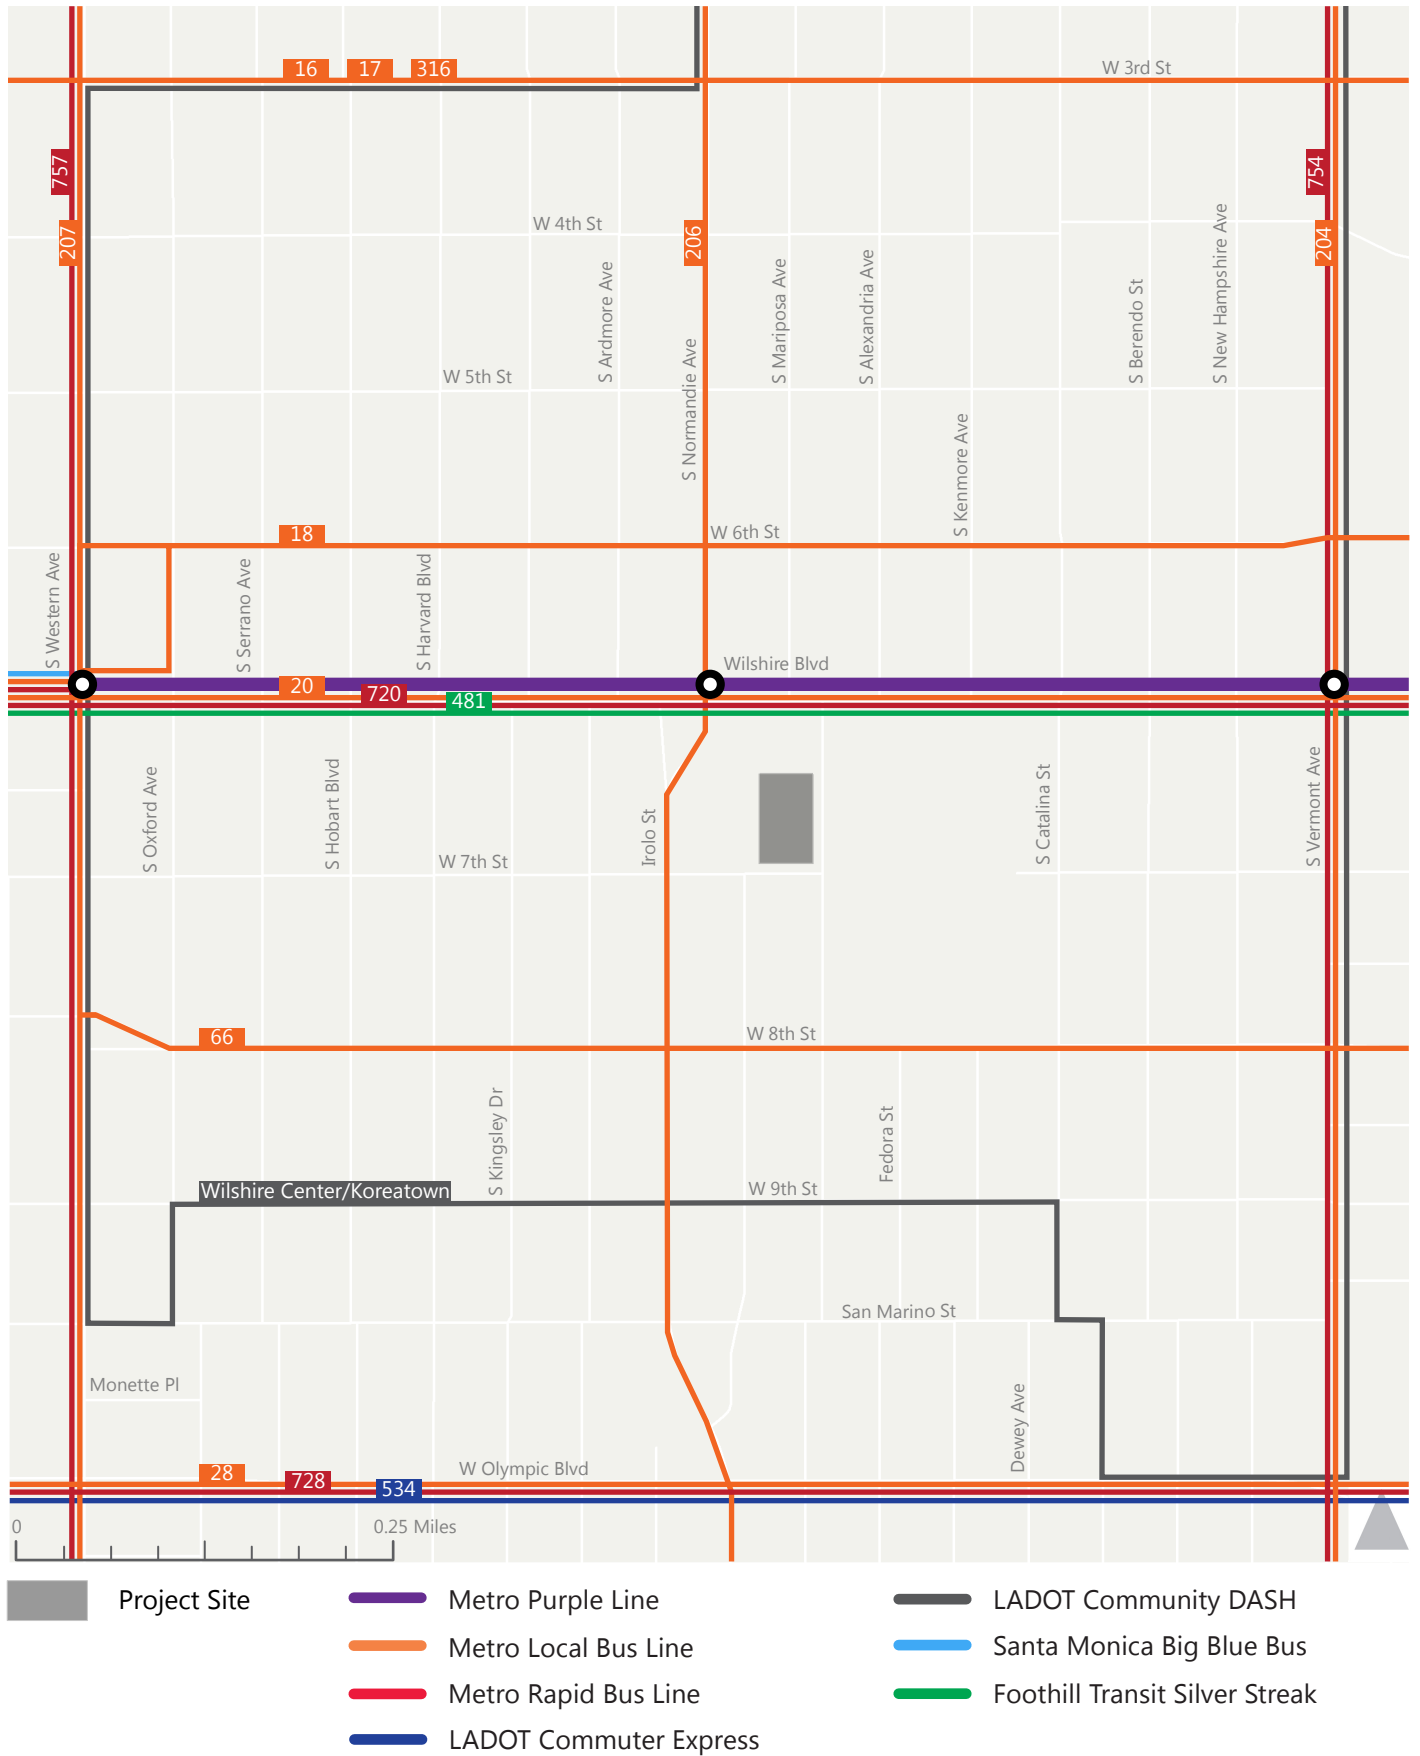 16 17 316
W 3rd St
757
754
207
W 4th St
206
204
S Ardmore Ave
S Mariposa Ave
S Alexandria Ave
S Berendo St
S New Hampshire Ave
W 5th St
S Normandie Ave
S Kenmore Ave
18
W 6th St
S Western Ave
S Serrano Ave
S Harvard Blvd
Wilshire Blvd
20
720
481
S Oxford Ave
S Hobart Blvd
Irolo St
S Catalina St
S Vermont Ave
W 7th St
66
W 8th St
S Kingsley Dr
Fedora St
Wilshire Center/Koreatown
W 9th St
San Marino St
Monette Pl
Dewey Ave
28
728
534
W Olympic Blvd
0
0.25 Miles
Project Site
Metro Purple Line
Metro Local Bus Line
Metro Rapid Bus Line
LADOT Commuter Express
LADOT Community DASH
Santa Monica Big Blue Bus
Foothill Transit Silver Streak